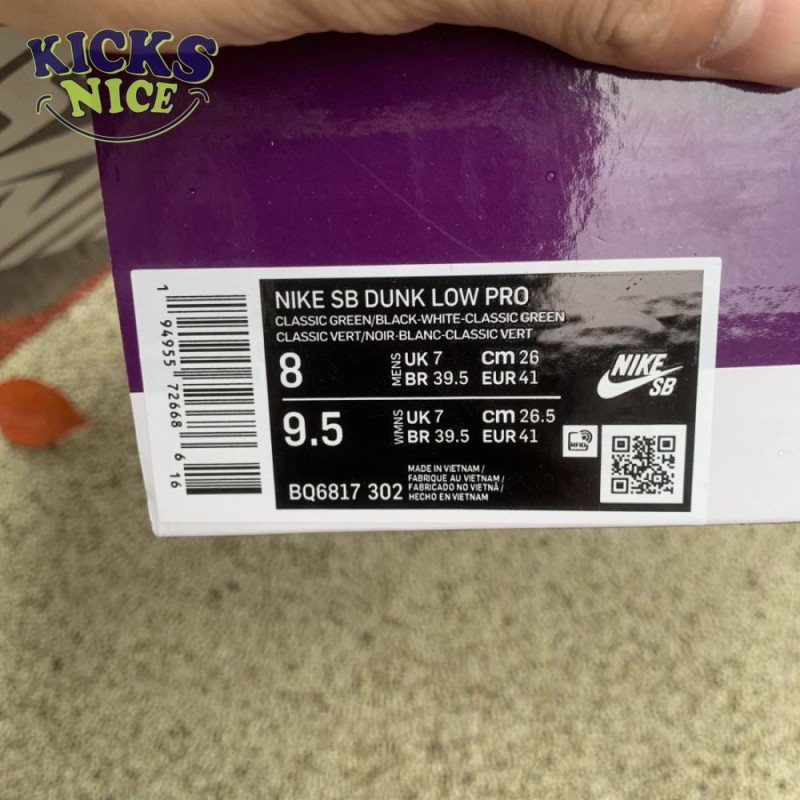 KICKS
NICE
NIKE SB DUNK LOW PRO
CLASSIC GREEN/BLACK-WHITE-CLASSIC GREEN
CLASSIC VERT/NOIR-BLANC-CLASSIC VERT
8 MENS UK 7 cm 26
BR 39.5 EUR 41
9.5 WMNS UK 7 cm 26.5
BR 39.5 EUR 41
BQ6817 302
MADE IN VIETNAM /
FABRIQUE AU VIETNAM /
FABRICADO NO VIETNÃ /
HECHO EN VIETNAM
NIKE
SB
RFID
1 94955 72668 6 16